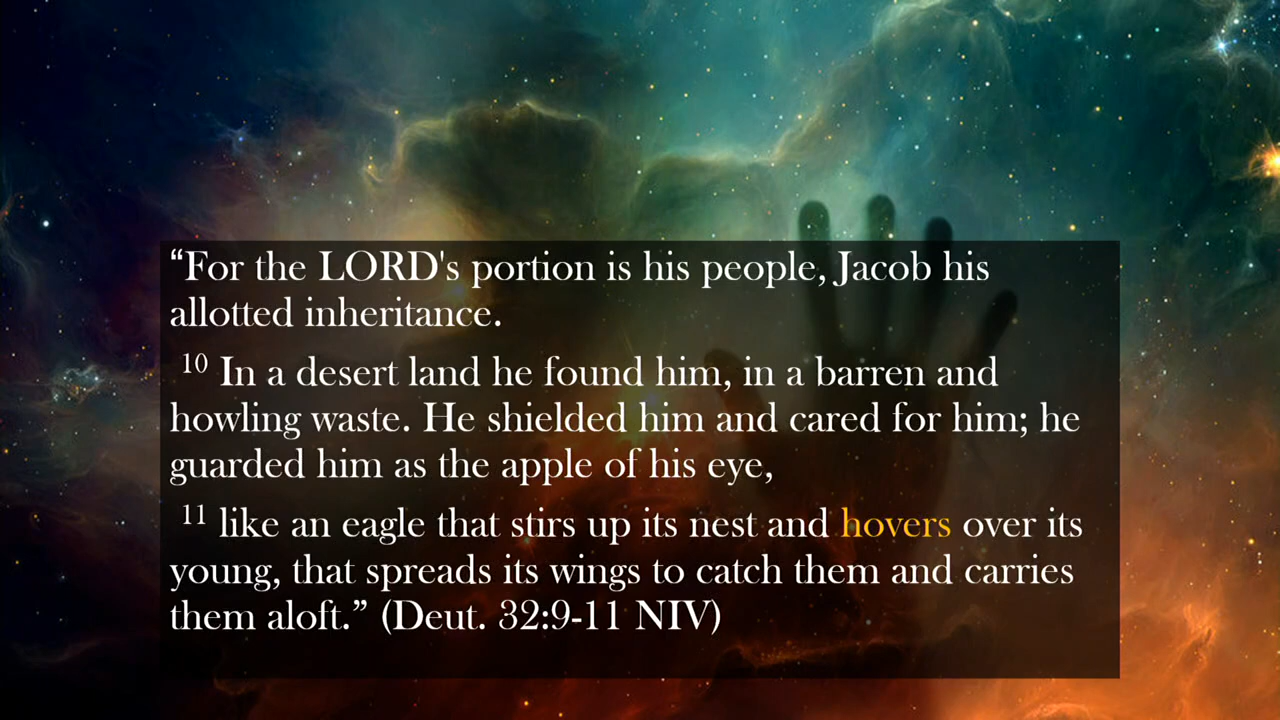 “For the LORD's portion is his people, Jacob his
allotted inheritance.
10 In a desert land he found him, in a barren and
howling waste. He shielded him and cared for him; he
guarded him as the apple of his eye,
11 like an eagle that stirs up its nest and hovers over its
young, that spreads its wings to catch them and carries
them aloft.” (Deut. 32:9-11 NIV)